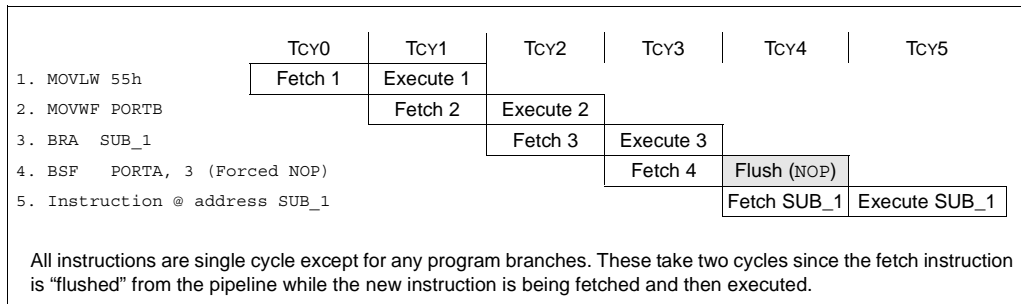 TCY0 TCY1 TCY2 TCY3 TCY4 TCY5
1. MOVLW 55h Fetch 1 Execute 1
2. MOVWF PORTB Fetch 2 Execute 2
3. BRA SUB_1 Fetch 3 Execute 3
4. BSF PORTA, 3 (Forced NOP) Fetch 4 Flush (NOP)
5. Instruction @ address SUB_1 Fetch SUB_1 Execute SUB_1
All instructions are single cycle except for any program branches. These take two cycles since the fetch instruction
is “flushed” from the pipeline while the new instruction is being fetched and then executed.